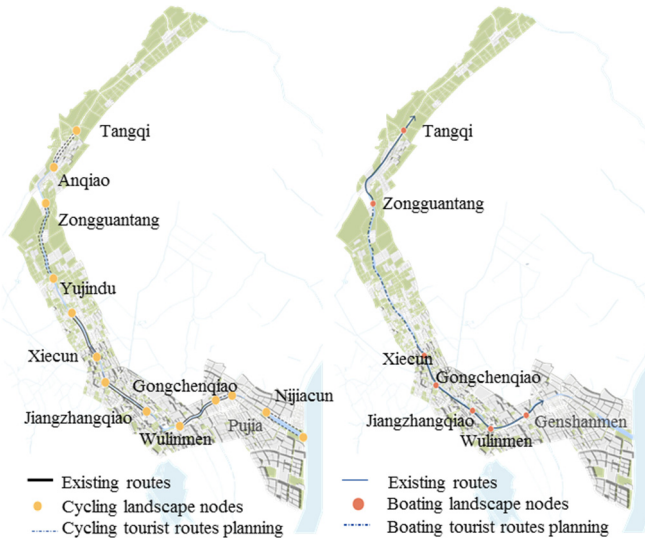 Tangqi
Anqiao
Zongguantang
Yujindu
Xiecun
Gongchenqiao
Nijiacun
Jiangzhangqiao
Pujia
Wulinmen
Existing routes
Cycling landscape nodes
Cycling tourist routes planning
Tangqi
Zongguantang
Xiecun
Gongchenqiao
Jiangzhangqiao
Genshanmen
Wulinmen
Existing routes
Boating landscape nodes
Boating tourist routes planning